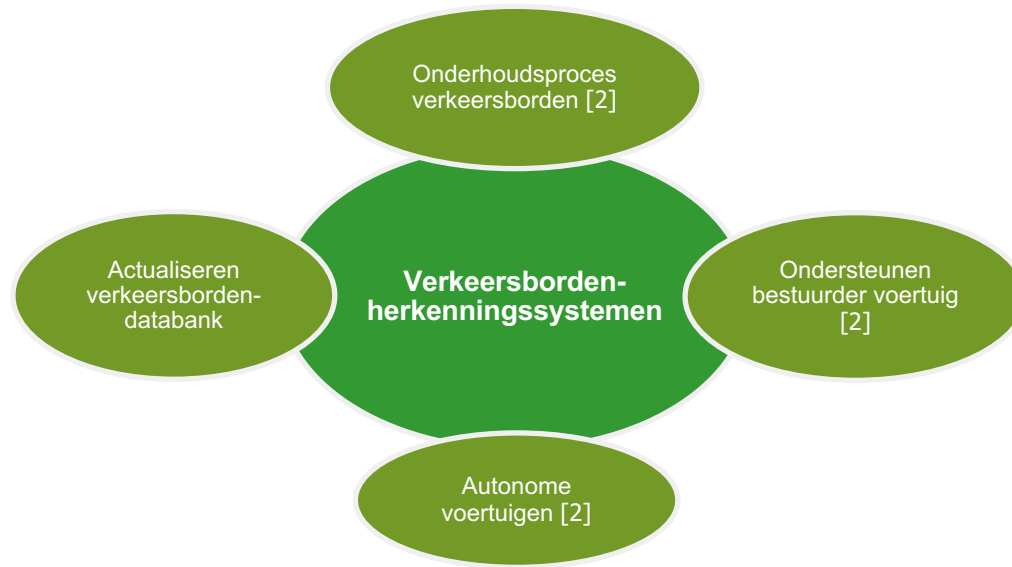 Onderhoudsproces
verkeersborden [2]
Actualiseren
verkeersborden-
databank
Verkeersborden-
herkenningssystemen
Ondersteunen
bestuurder voertuig
[2]
Autonome
voertuigen [2]